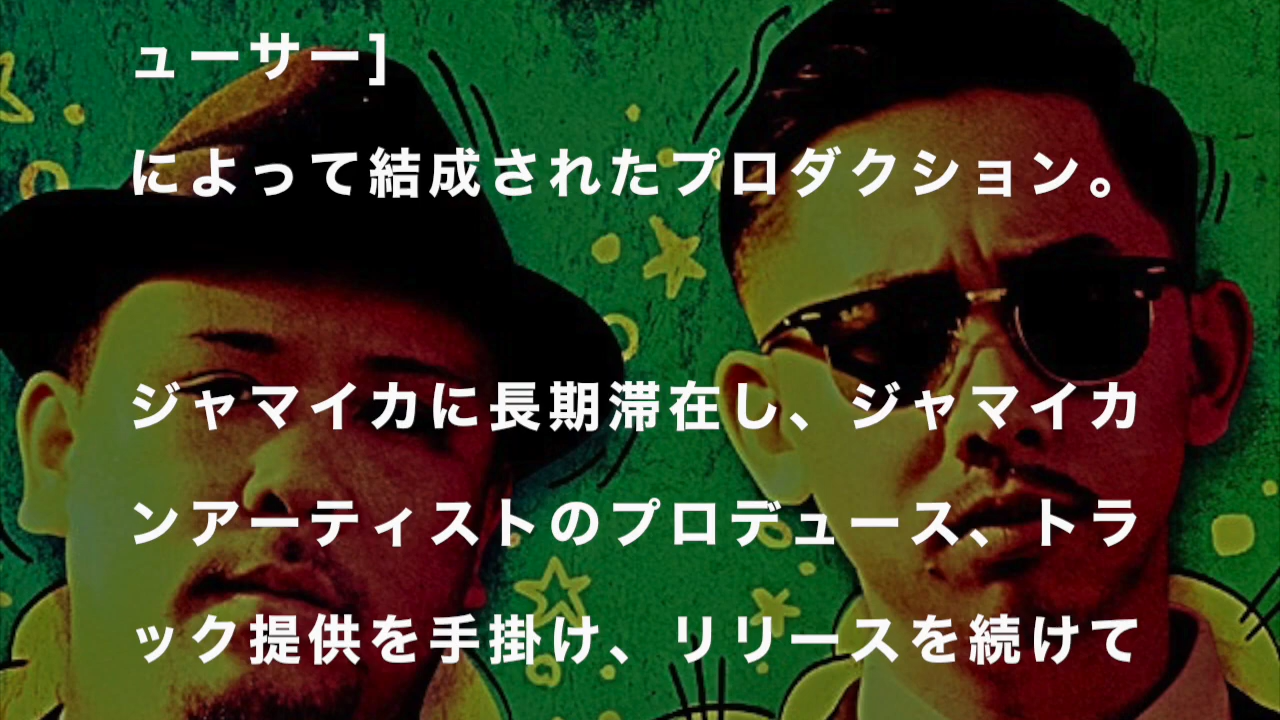 ューサー]
によって結成されたプロダクション。
ジャマイカに長期滞在し、ジャマイカ
ンアーティストのプロデュース、トラ
ック提供を手掛け、リリースを続けて